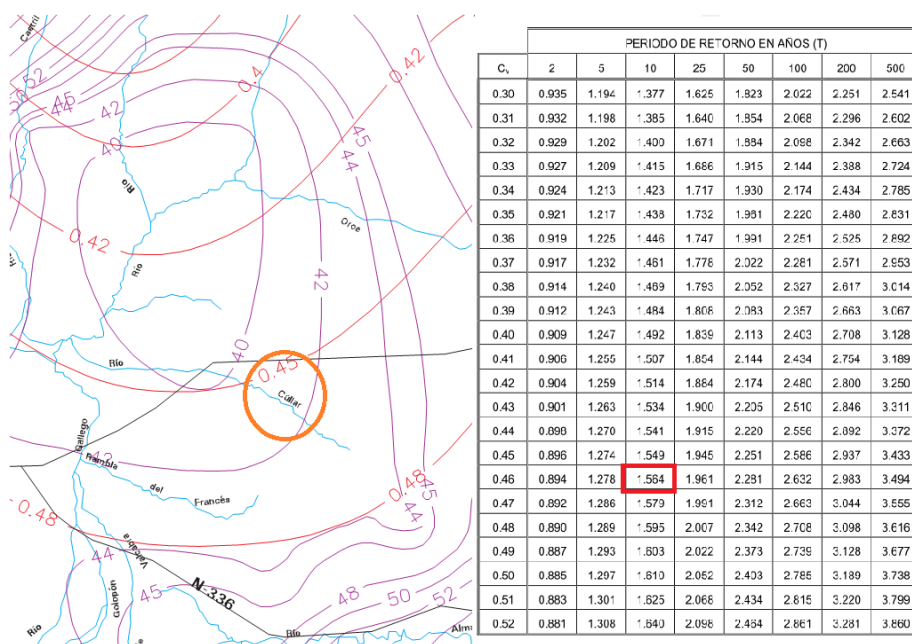 Castril
52
50
45
44
42
0.45
0.4
0.42
45
44
40
Río
Orce
0.42
Río
Río
42
40
Río
0.45
Cúllar
Gallego
42
Rambla
del
Francés
0.48
45
44
0.48
44
Valcabra
Golopón
45
N-336
48
50
52
Río
Río
Alm
PERIODO DE RETORNO EN AÑOS (T)
Cv 2 5 10 25 50 100 200 500
0.30 0.935 1.194 1.377 1.625 1.823 2.022 2.251 2.541
0.31 0.932 1.198 1.385 1.640 1.854 2.068 2.296 2.602
0.32 0.929 1.202 1.400 1.671 1.884 2.098 2.342 2.663
0.33 0.927 1.209 1.415 1.686 1.915 2.144 2.388 2.724
0.34 0.924 1.213 1.423 1.717 1.930 2.174 2.434 2.785
0.35 0.921 1.217 1.438 1.732 1.961 2.220 2.480 2.831
0.36 0.919 1.225 1.446 1.747 1.991 2.251 2.525 2.892
0.37 0.917 1.232 1.461 1.778 2.022 2.281 2.571 2.953
0.38 0.914 1.240 1.469 1.793 2.052 2.327 2.617 3.014
0.39 0.912 1.243 1.484 1.808 2.083 2.357 2.663 3.067
0.40 0.909 1.247 1.492 1.839 2.113 2.403 2.708 3.128
0.41 0.906 1.255 1.507 1.854 2.144 2.434 2.754 3.189
0.42 0.904 1.259 1.514 1.884 2.174 2.480 2.800 3.250
0.43 0.901 1.263 1.534 1.900 2.205 2.510 2.846 3.311
0.44 0.898 1.270 1.541 1.915 2.220 2.556 2.892 3.372
0.45 0.896 1.274 1.549 1.945 2.251 2.586 2.937 3.433
0.46 0.894 1.278 1.564 1.961 2.281 2.632 2.983 3.494
0.47 0.892 1.286 1.579 1.991 2.312 2.663 3.044 3.555
0.48 0.890 1.289 1.595 2.007 2.342 2.708 3.098 3.616
0.49 0.887 1.293 1.603 2.022 2.373 2.739 3.128 3.677
0.50 0.885 1.297 1.610 2.052 2.403 2.785 3.189 3.738
0.51 0.883 1.301 1.625 2.068 2.434 2.815 3.220 3.799
0.52 0.881 1.308 1.640 2.098 2.464 2.861 3.281 3.860